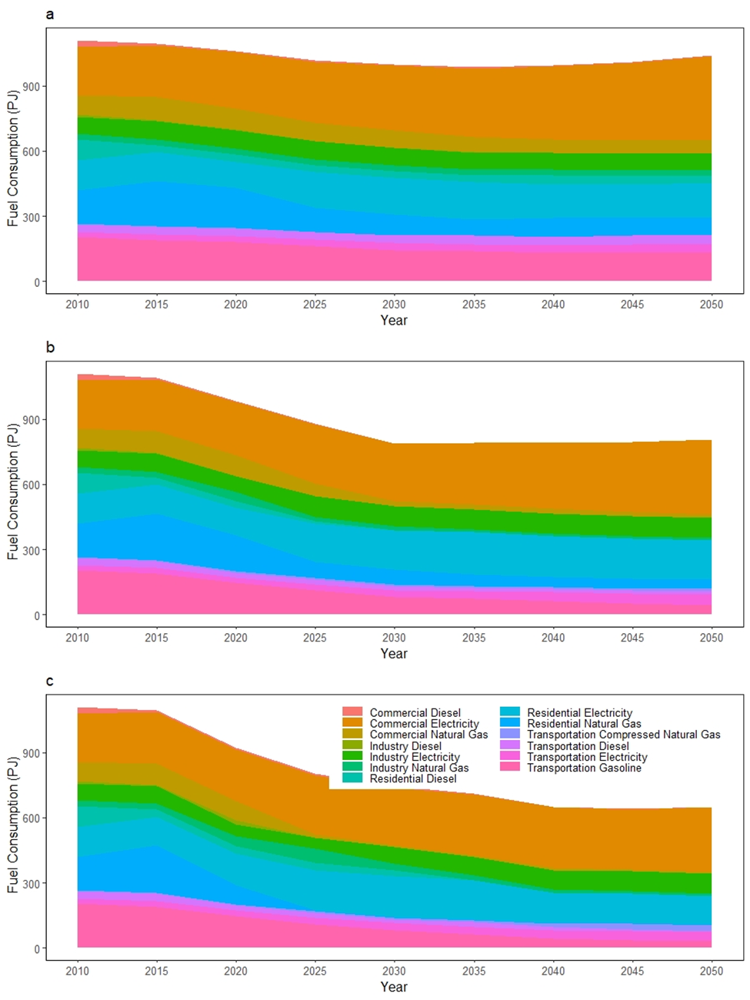 a
Fuel Consumption (PJ)
900
600
300
0
2010 2015 2020 2025 2030 2035 2040 2045 2050
Year
b
Fuel Consumption (PJ)
900
600
300
0
2010 2015 2020 2025 2030 2035 2040 2045 2050
Year
c
Fuel Consumption (PJ)
900
600
300
0
Commercial Diesel
Commercial Electricity
Commercial Natural Gas
Industry Diesel
Industry Electricity
Industry Natural Gas
Residential Diesel
Residential Electricity
Residential Natural Gas
Transportation Compressed Natural Gas
Transportation Diesel
Transportation Electricity
Transportation Gasoline
2010 2015 2020 2025 2030 2035 2040 2045 2050
Year